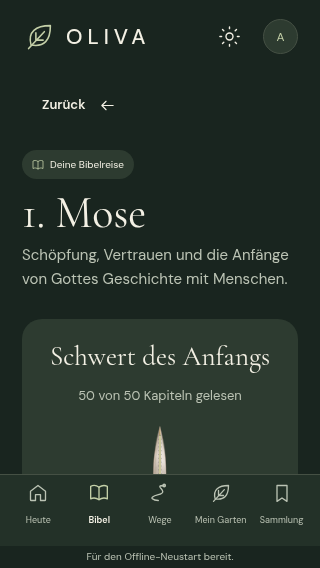 OLIVA
A
Zurück
Deine Bibelreise
1. Mose
Schöpfung, Vertrauen und die Anfänge
von Gottes Geschichte mit Menschen.
Schwert des Anfangs
50 von 50 Kapiteln gelesen
Heute
Bibel
Wege
Mein Garten
Sammlung
Für den Offline-Neustart bereit.